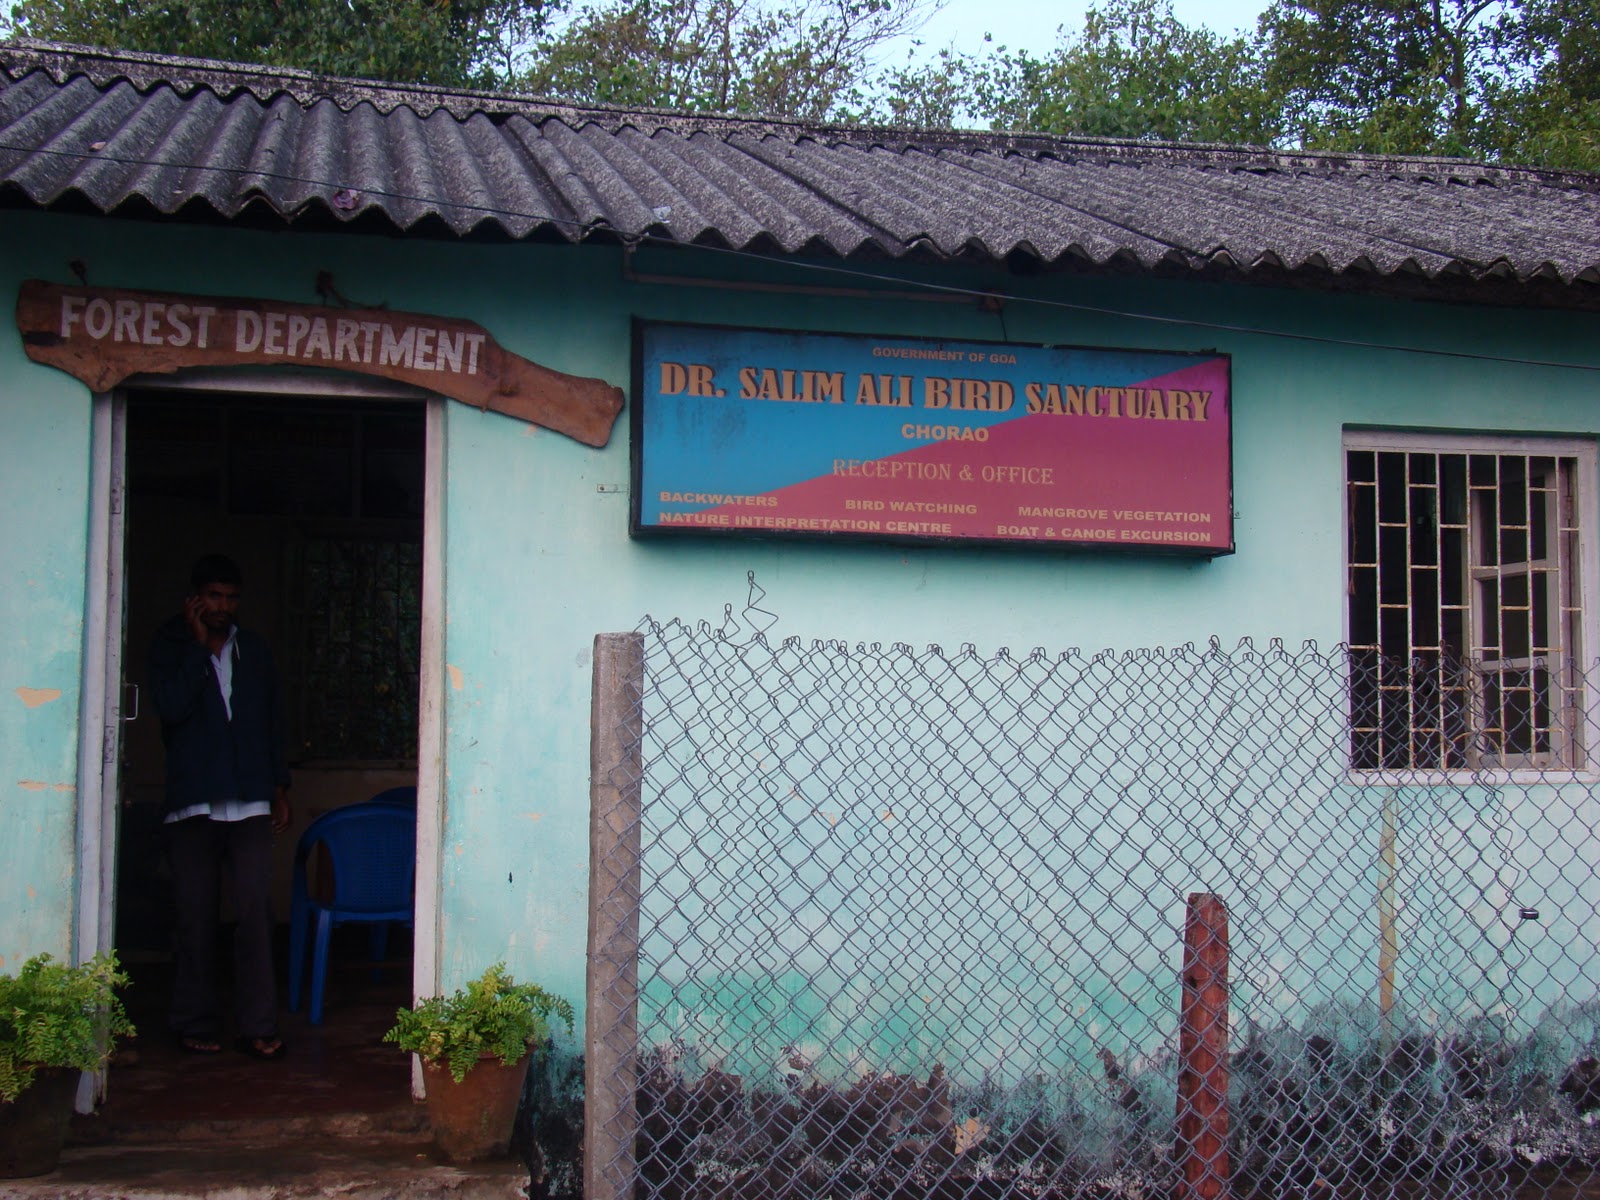 FOREST DEPARTMENT
GOVERNMENT OF GOA
DR. SALIM ALI BIRD SANCTUARY
CHORAO
RECEPTION & OFFICE
BACKWATERS BIRD WATCHING MANGROVE VEGETATION
NATURE INTERPRETATION CENTRE BOAT & CANOE EXCURSION